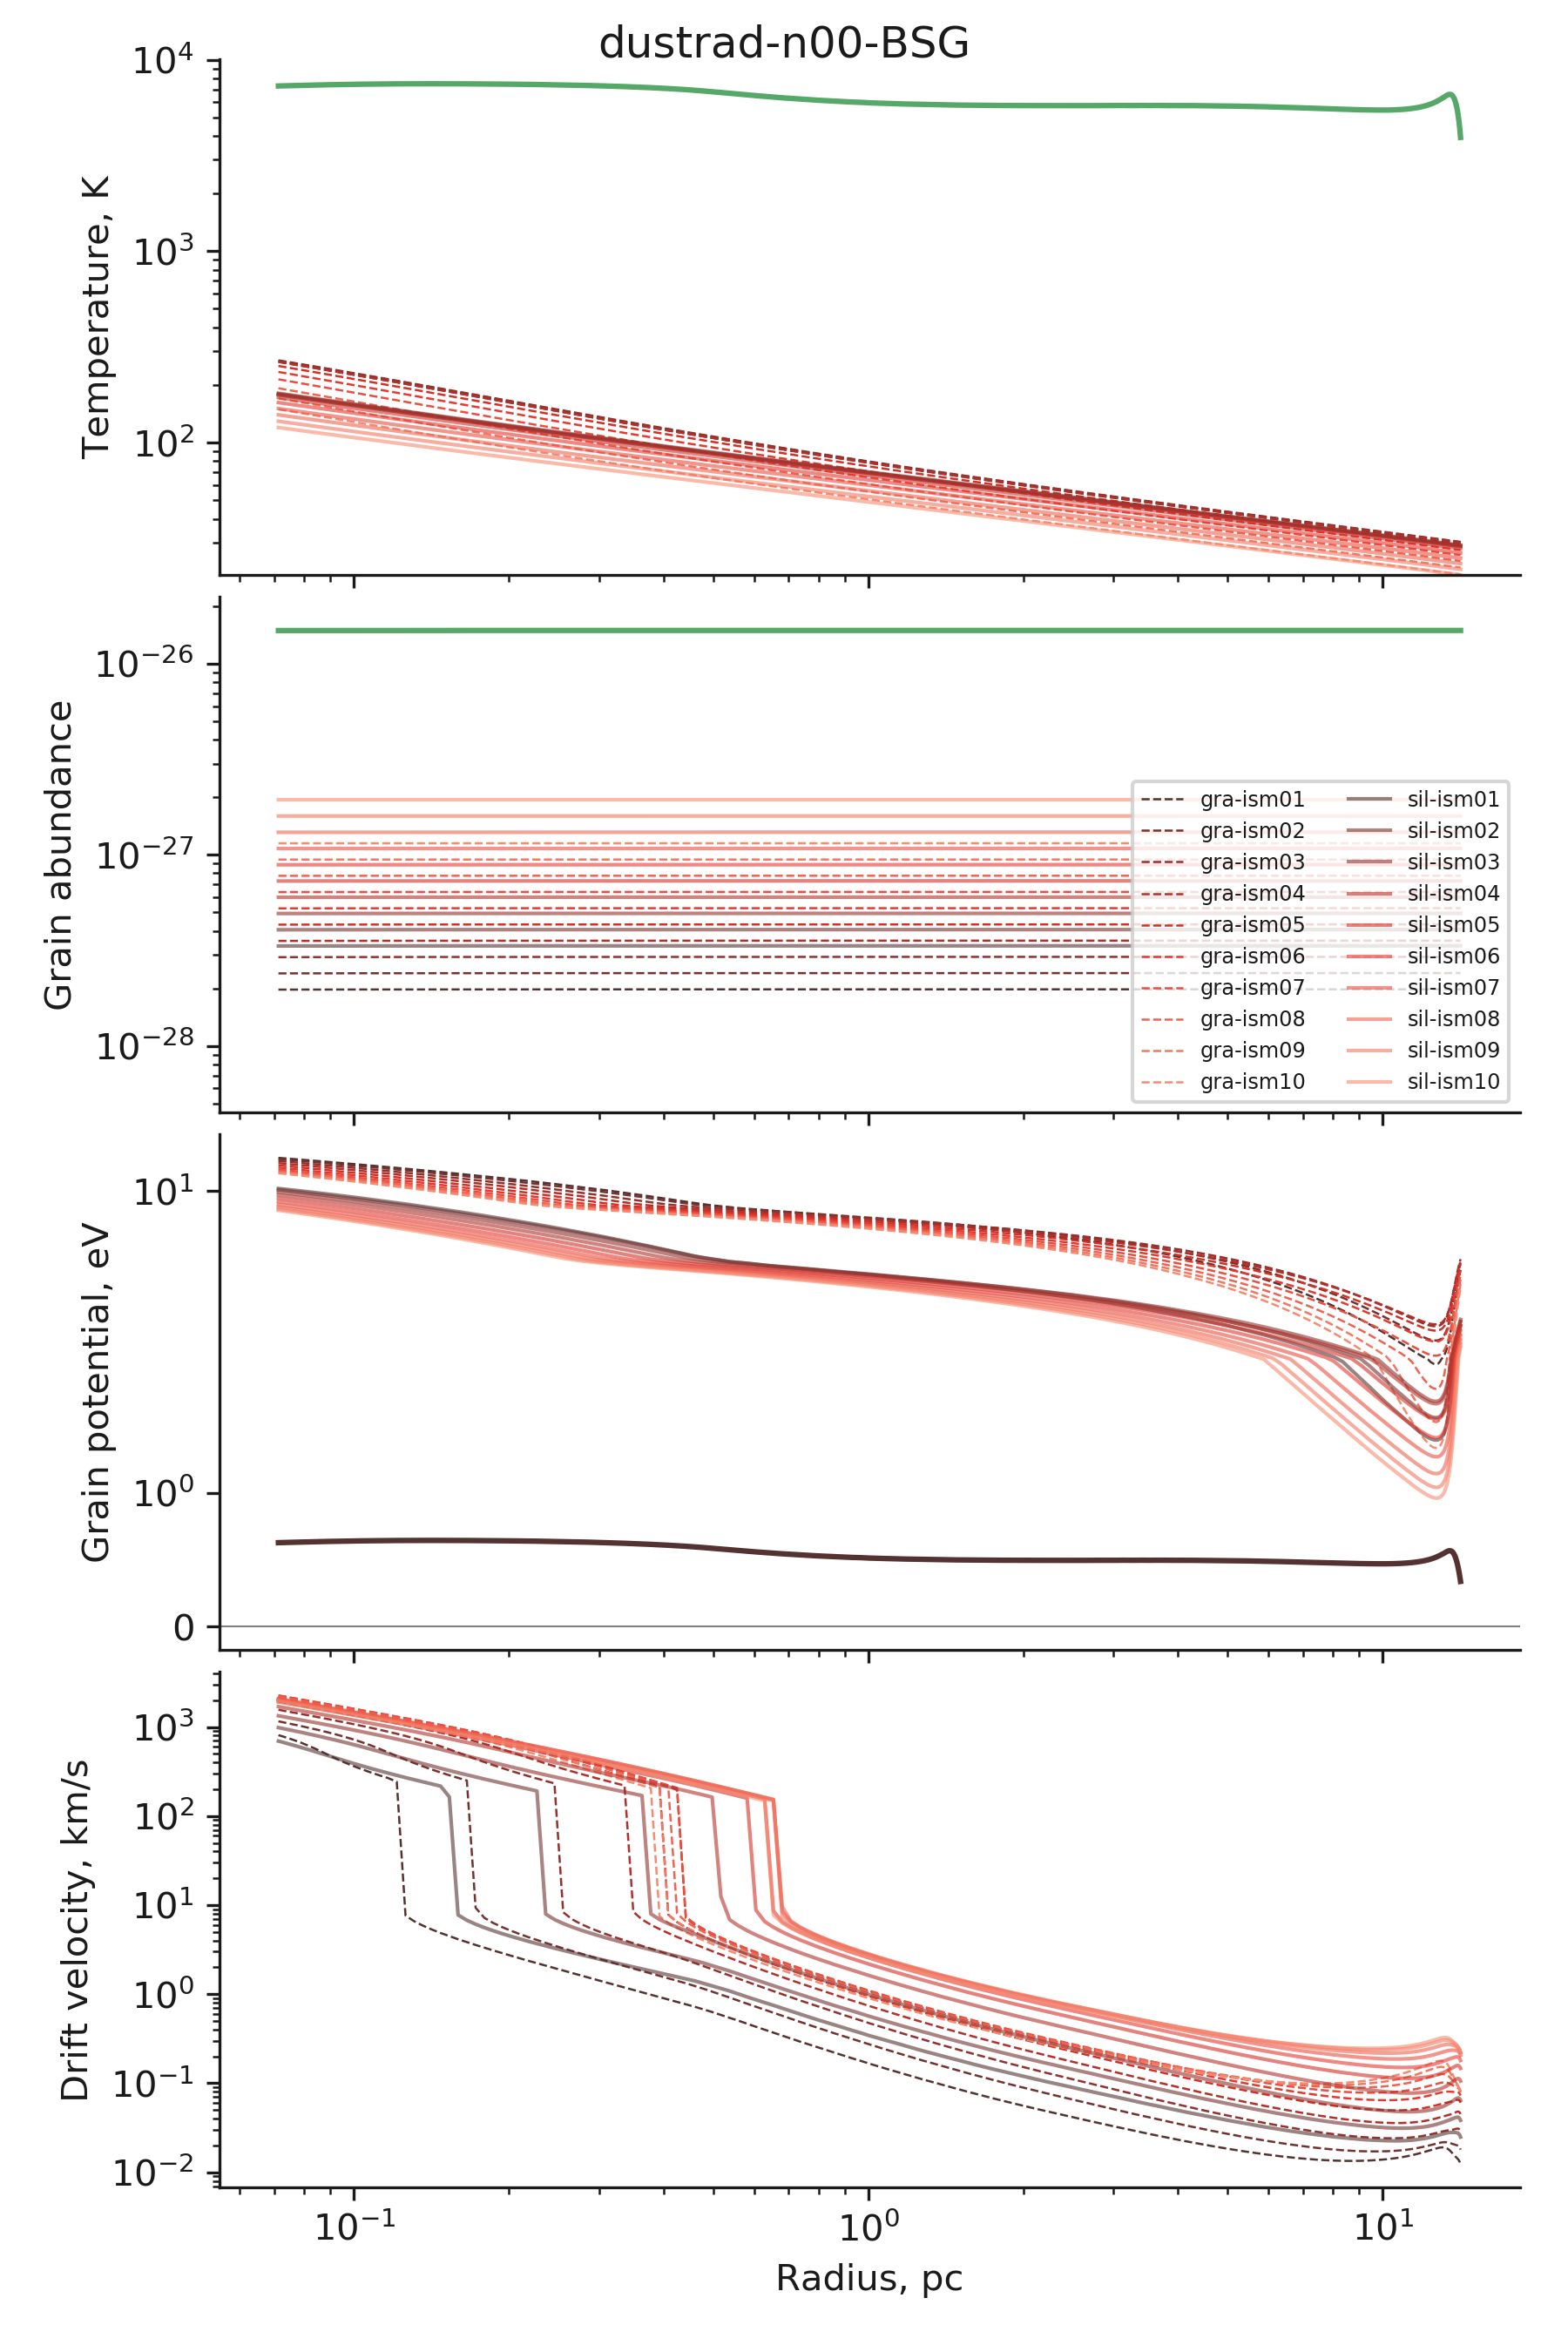 dustrad-n00-BSG
10^4
10^3
10^2
Temperature, K
10^{-26}
10^{-27}
10^{-28}
Grain abundance
gra-ism01 sil-ism01
gra-ism02 sil-ism02
gra-ism03 sil-ism03
gra-ism04 sil-ism04
gra-ism05 sil-ism05
gra-ism06 sil-ism06
gra-ism07 sil-ism07
gra-ism08 sil-ism08
gra-ism09 sil-ism09
gra-ism10 sil-ism10
10^1
10^0
0
Grain potential, eV
10^3
10^2
10^1
10^0
10^{-1}
10^{-2}
Drift velocity, km/s
10^{-1} 10^0 10^1
Radius, pc